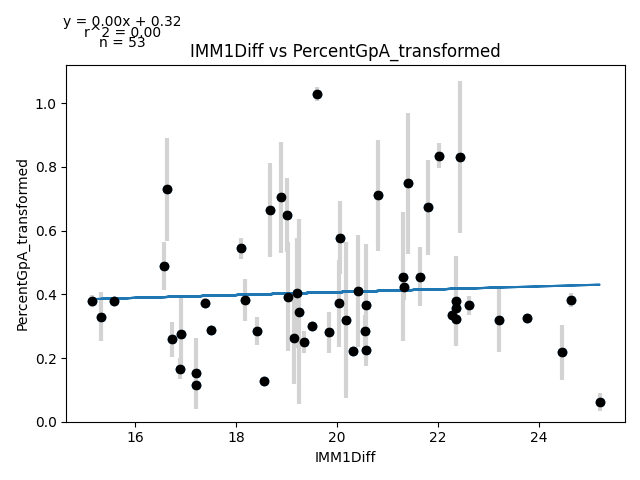 y = 0.00x + 0.32
r^2 = 0.00
n = 53
IMM1Diff vs PercentGpA_transformed
1.0
0.8
0.6
0.4
0.2
0.0
PercentGpA_transformed
16 18 20 22 24
IMM1Diff